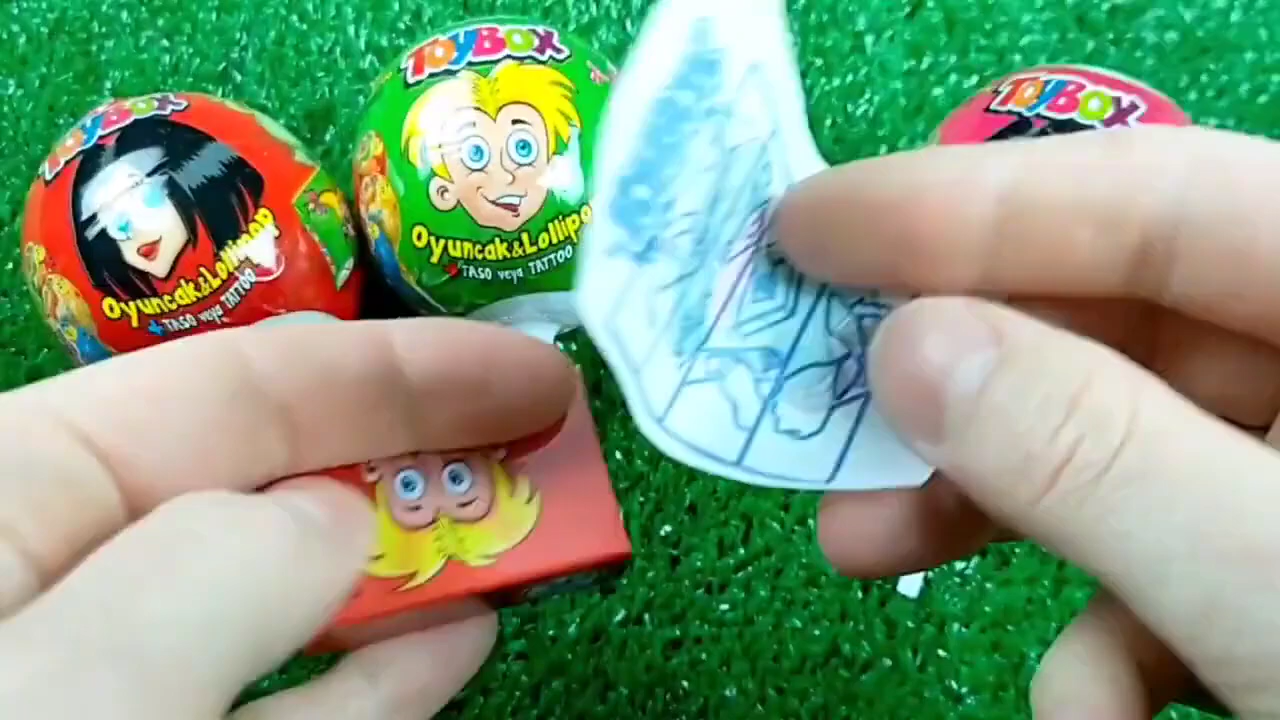 TOYBOX
Oyuncak&Lollipop
+ TASO veya TATTOO
TOYBOX
Oyuncak&Lollipo
+ TASO veya TATTOO
TOYBOX